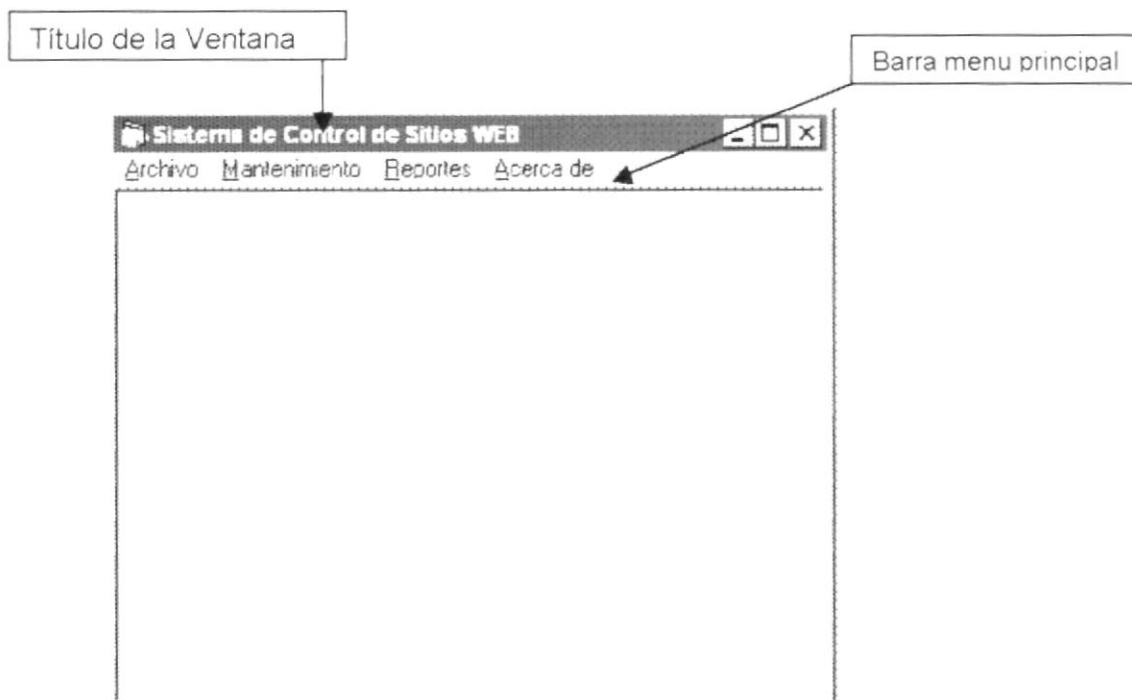 Título de la Ventana
Barra menu principal
Sistema de Control de Sitios WEB
Archivo Mantenimiento Reportes Acerca de